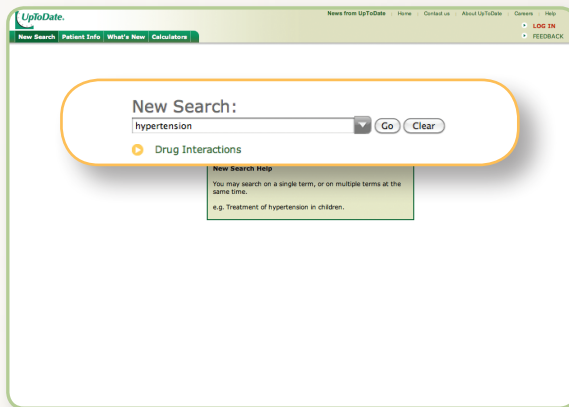 UpToDate.
News from UpToDate : Home : Contact us : About UpToDate : Careers : Help
LOG IN
New Search Patient Info What's New Calculators
FEEDBACK
New Search:
hypertension Go Clear
Drug Interactions
New Search Help
You may search on a single term, or on multiple terms at the
same time.
e.g. Treatment of hypertension in children.